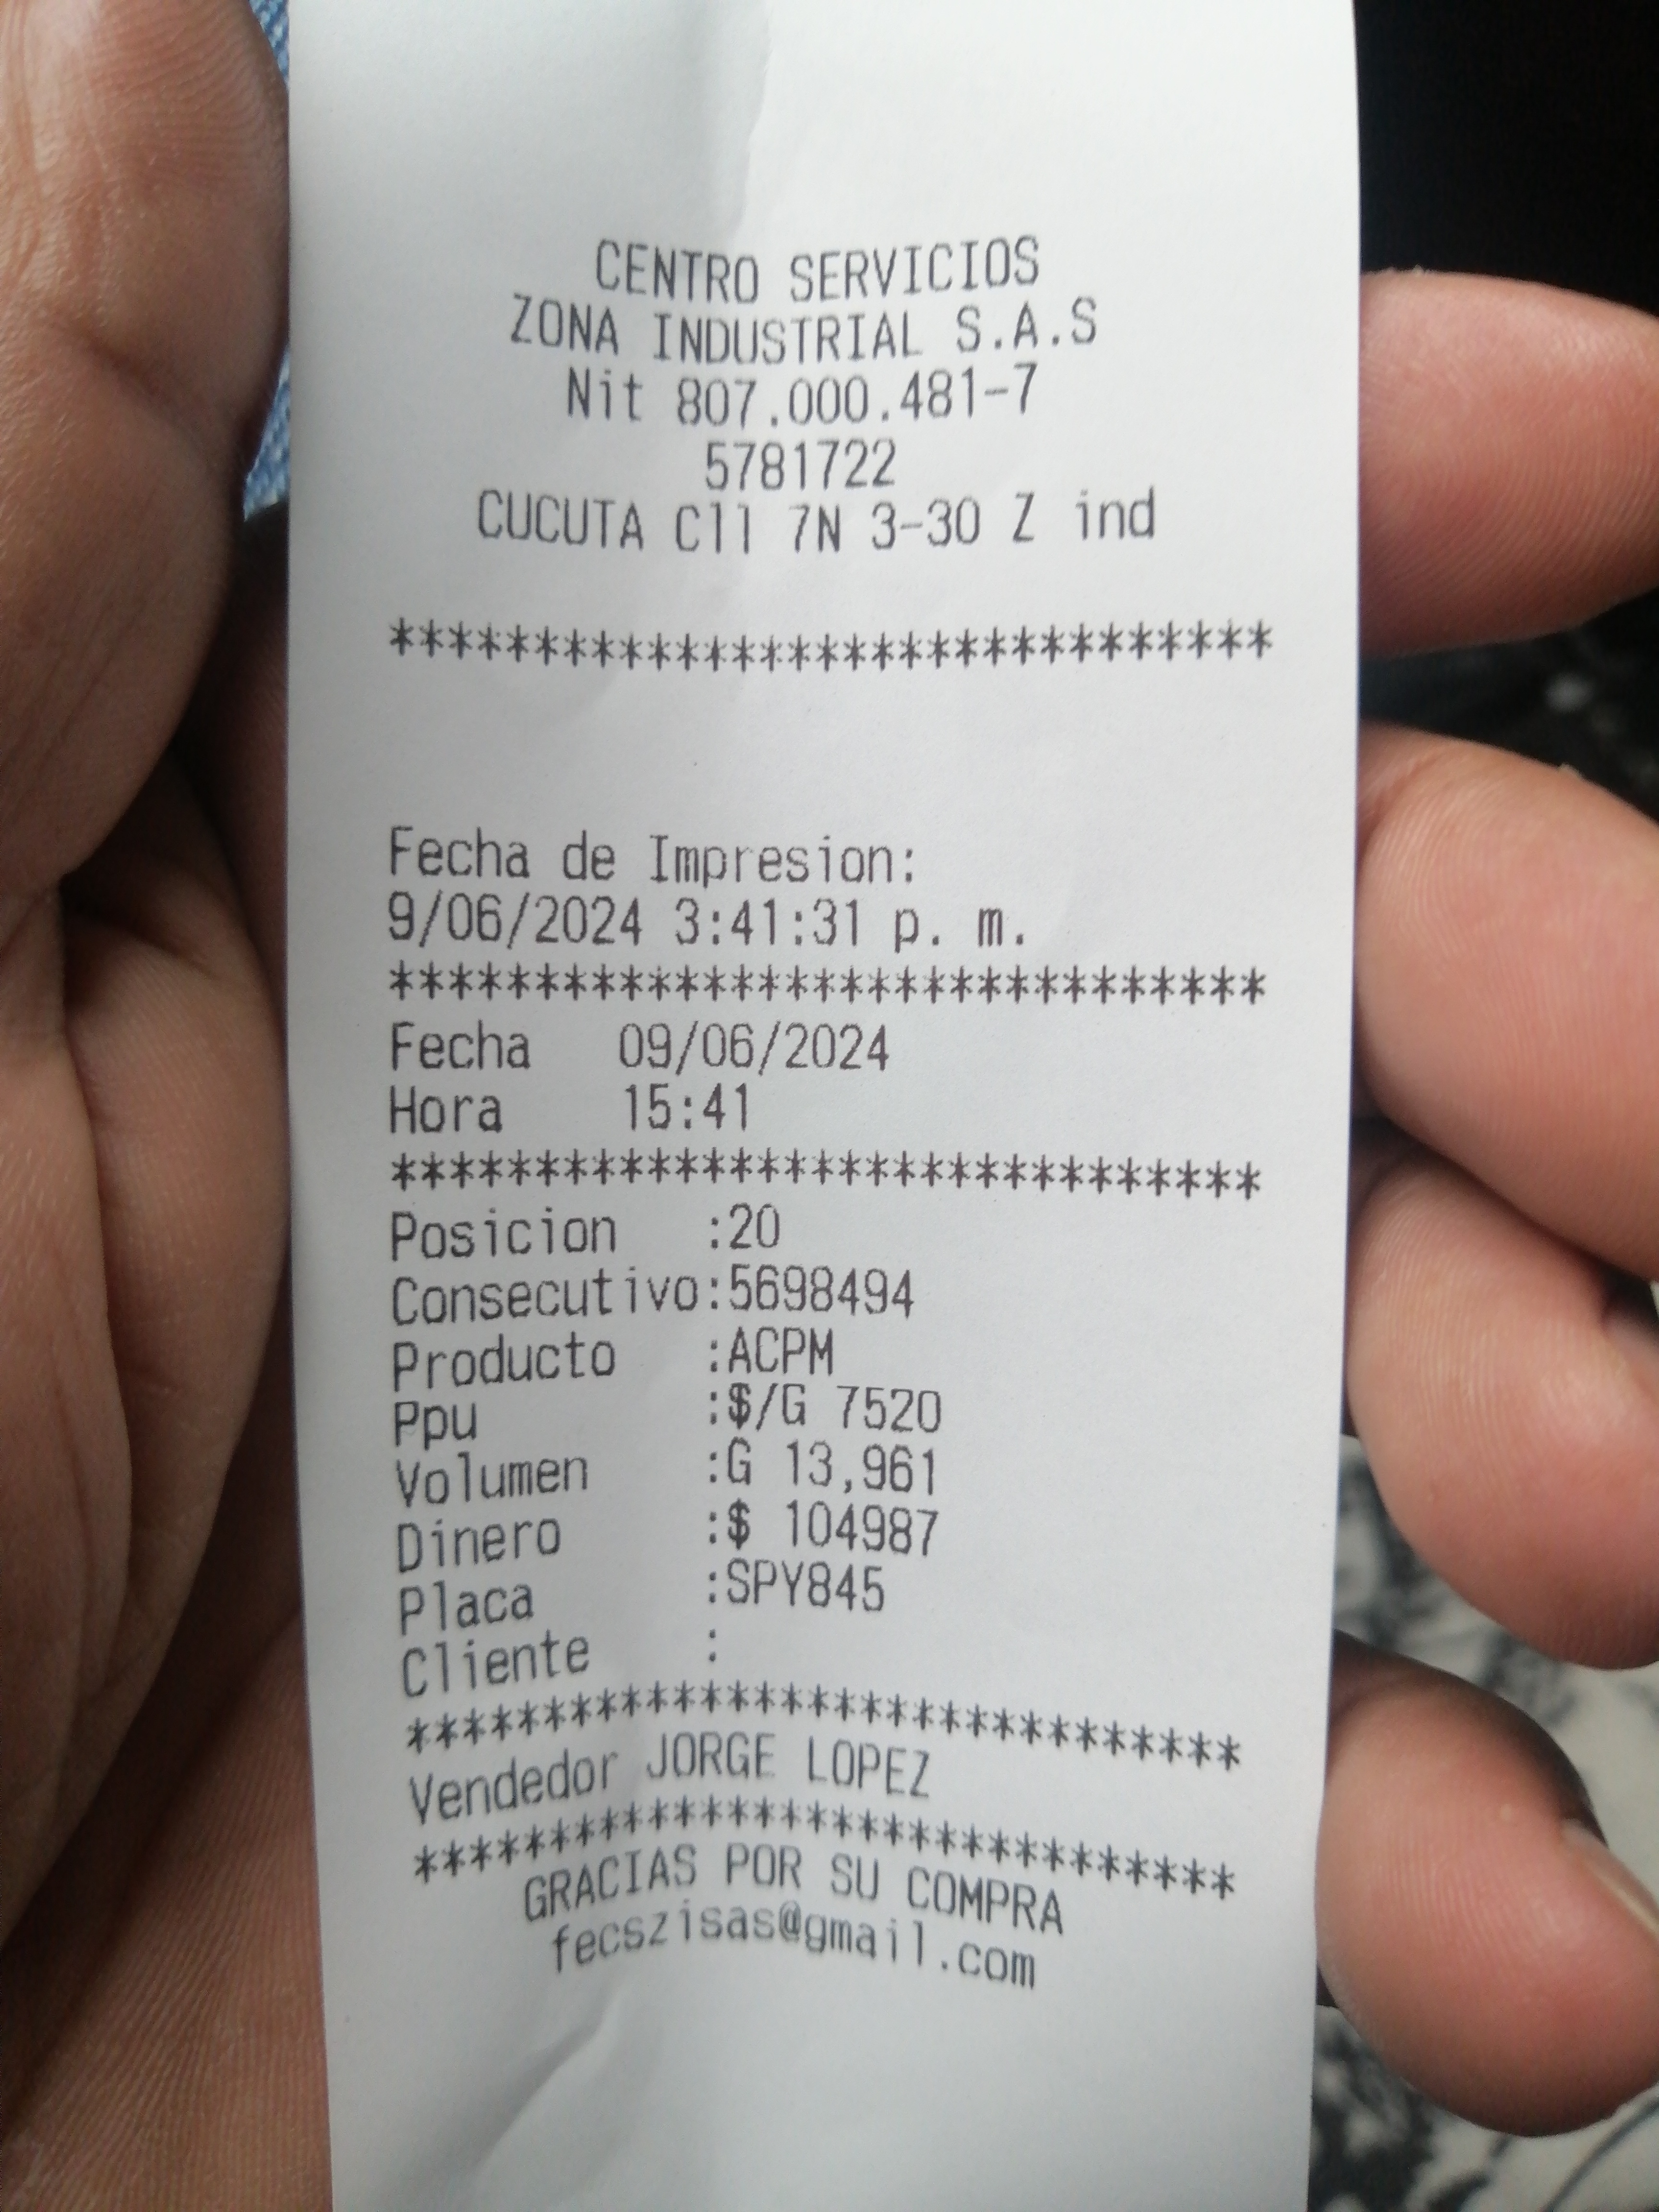 CENTRO SERVICIOS
ZONA INDUSTRIAL S.A.S
Nit 807.000.481-7
5781722
CUCUTA Cll 7N 3-30 Z ind
*******************************
Fecha de Impresion:
9/06/2024 3:41:31 p. m.
*******************************
Fecha 09/06/2024
Hora 15:41
*******************************
Posicion :20
Consecutivo:5698494
Producto :ACPM
Ppu :$/G 7520
Volumen :G 13,961
Dinero :$ 104987
Placa :SPY845
Cliente :
*******************************
Vendedor JORGE LOPEZ
*******************************
GRACIAS POR SU COMPRA
fecszisas@gmail.com